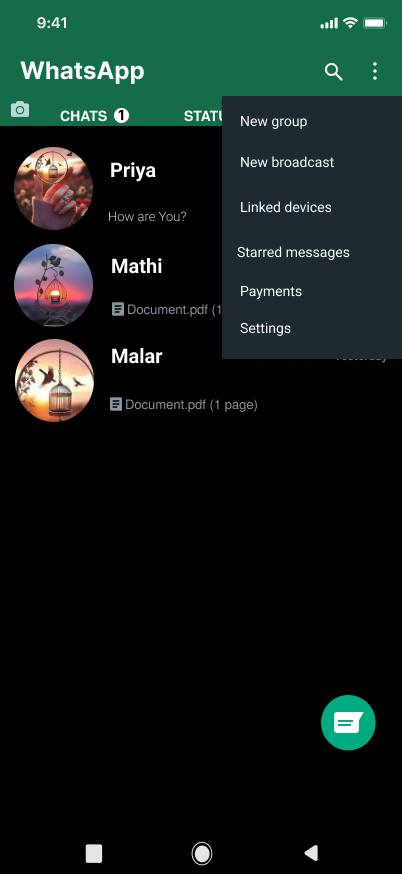 9:41
WhatsApp
CHATS 1 STATU
New group
New broadcast
Linked devices
Starred messages
Payments
Settings
Priya
How are You?
Mathi
Document.pdf (1
Malar
Yesterday
Document.pdf (1 page)